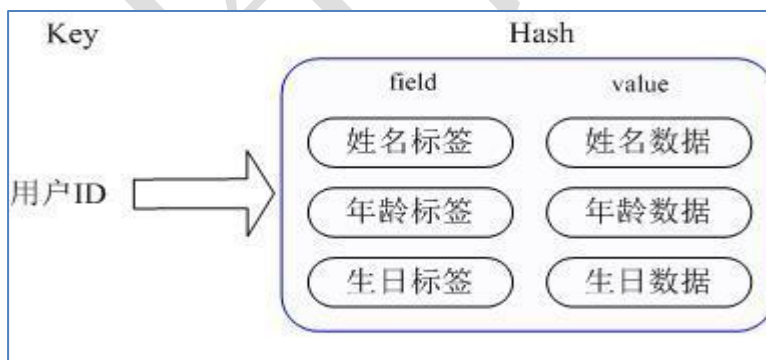 Key Hash
field value
姓名标签 姓名数据
用户ID 年龄标签 年龄数据
生日标签 生日数据